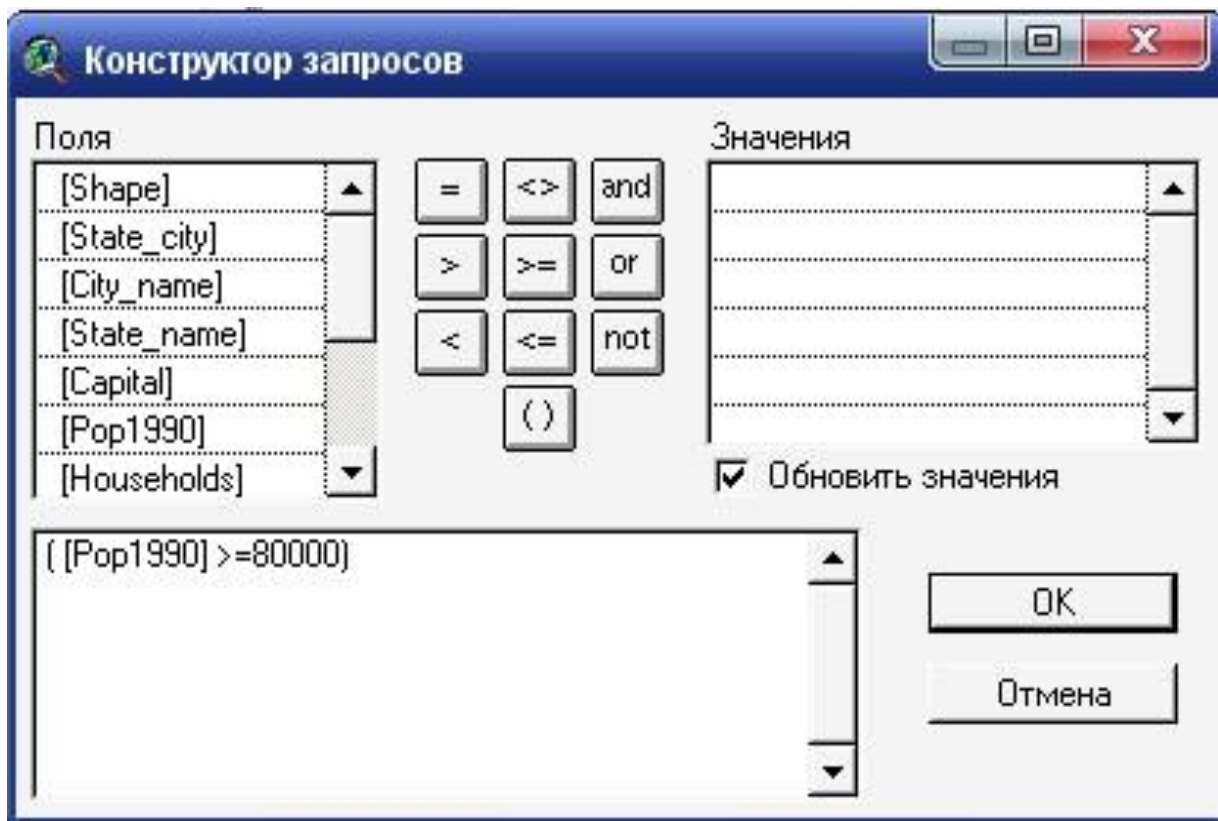 Конструктор запросов
Поля
[Shape]
[State_city]
[City_name]
[State_name]
[Capital]
[Pop1990]
[Households]
= <> and
> >= or
< <= not
( )
Значения
Обновить значения
( [Pop1990] >=80000)
OK
Отмена